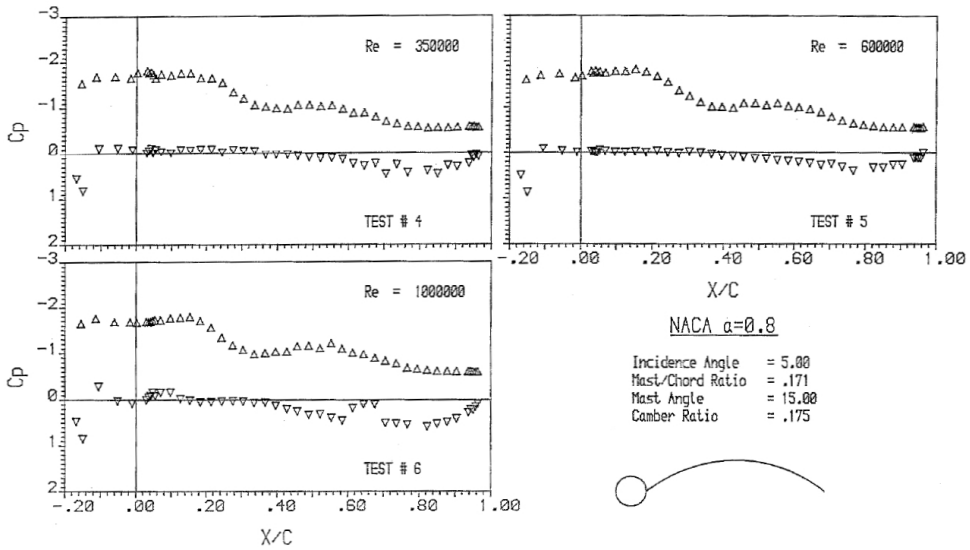 -3
-2
-1
0
1
2
Cp
Re = 350000
TEST # 4
Re = 600000
TEST # 5
-.20
.00
.20
.40
.60
.80
1.00
X/C
-3
-2
-1
0
1
2
Cp
Re = 1000000
TEST # 6
-.20
.00
.20
.40
.60
.80
1.00
X/C
NACA a=0.8
Incidence Angle = 5.00
Mast/Chord Ratio = .171
Mast Angle = 15.00
Camber Ratio = .175